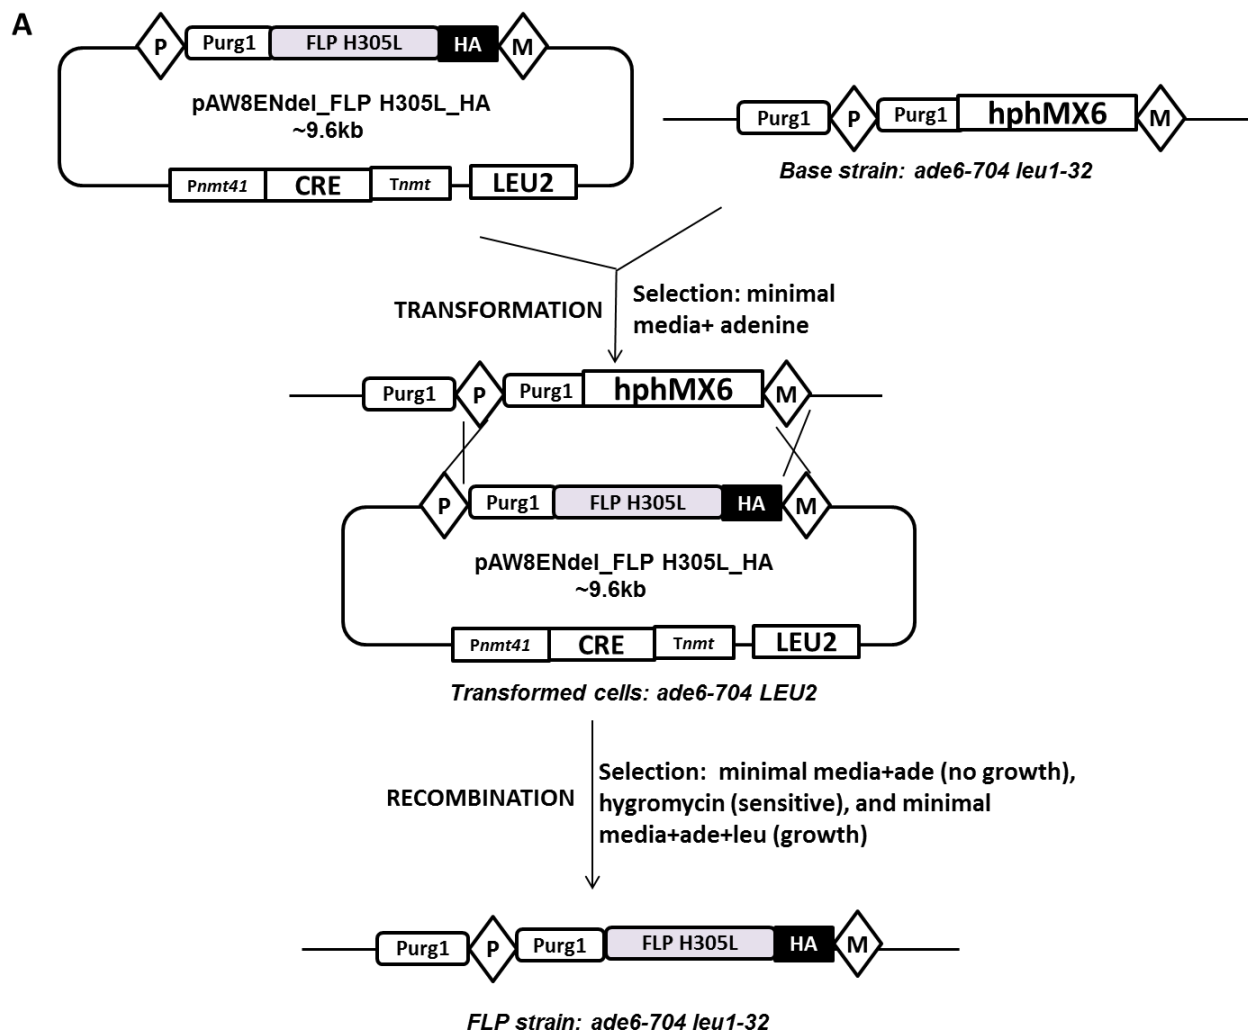 A
P Purg1 FLP H305L HA M
pAW8ENdel_FLP H305L_HA
~9.6kb
Pnmt41 CRE Tnmt LEU2
Purg1 P Purg1 hphMX6 M
Base strain: ade6-704 leu1-32
TRANSFORMATION
Selection: minimal
media+ adenine
Purg1 P Purg1 hphMX6 M
P Purg1 FLP H305L HA M
pAW8ENdel_FLP H305L_HA
~9.6kb
Pnmt41 CRE Tnmt LEU2
Transformed cells: ade6-704 LEU2
RECOMBINATION
Selection: minimal media+ade (no growth),
hygromycin (sensitive), and minimal
media+ade+leu (growth)
Purg1 P Purg1 FLP H305L HA M
FLP strain: ade6-704 leu1-32